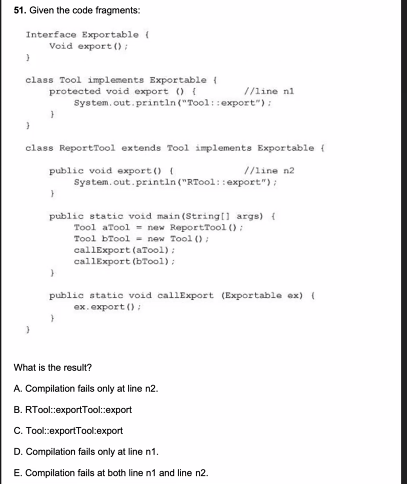 51. Given the code fragments:
Interface Exportable {
Void export();
}
class Tool implements Exportable {
protected void export () { //line n1
System.out.println("Tool::export");
}
}
class ReportTool extends Tool implements Exportable {
public void export() { //line n2
System.out.println("RTool::export");
}
public static void main(String[] args) {
Tool aTool = new ReportTool();
Tool bTool = new Tool();
callExport(aTool);
callExport(bTool);
}
public static void callExport (Exportable ex) {
ex.export();
}
}
What is the result?
A. Compilation fails only at line n2.
B. RTool::exportTool::export
C. Tool::exportTool:export
D. Compilation fails only at line n1.
E. Compilation fails at both line n1 and line n2.